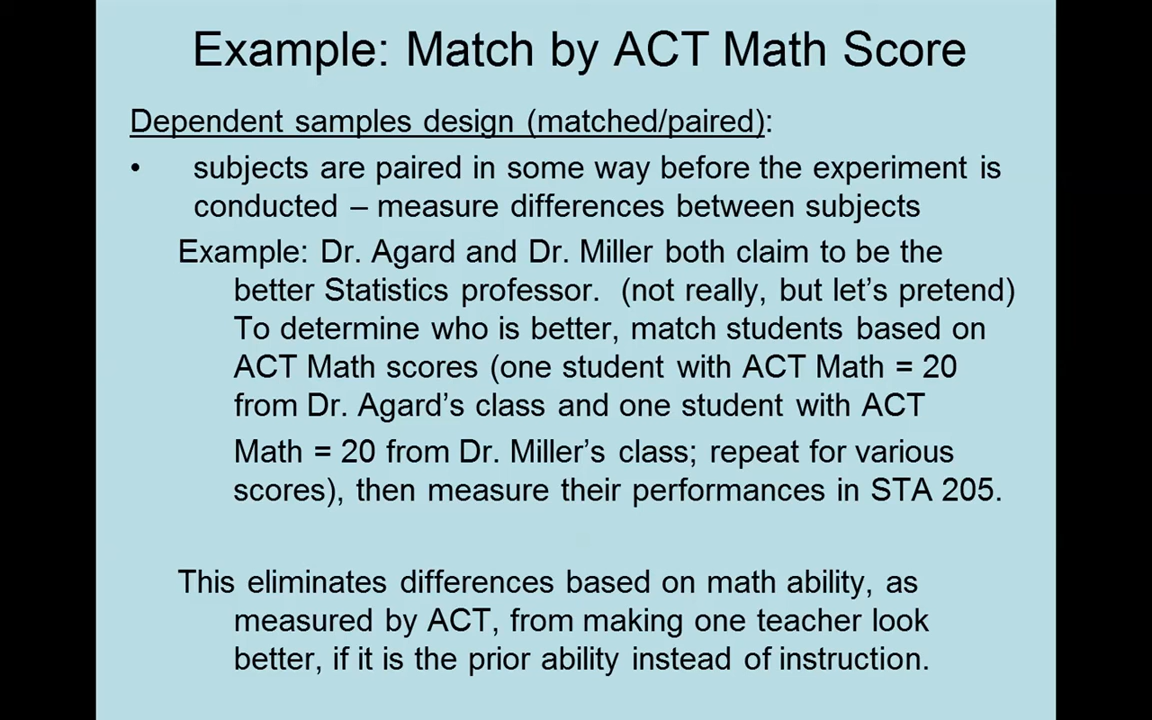 Example: Match by ACT Math Score
Dependent samples design (matched/paired):
• subjects are paired in some way before the experiment is
conducted – measure differences between subjects
Example: Dr. Agard and Dr. Miller both claim to be the
better Statistics professor. (not really, but let's pretend)
To determine who is better, match students based on
ACT Math scores (one student with ACT Math = 20
from Dr. Agard's class and one student with ACT
Math = 20 from Dr. Miller's class; repeat for various
scores), then measure their performances in STA 205.
This eliminates differences based on math ability, as
measured by ACT, from making one teacher look
better, if it is the prior ability instead of instruction.